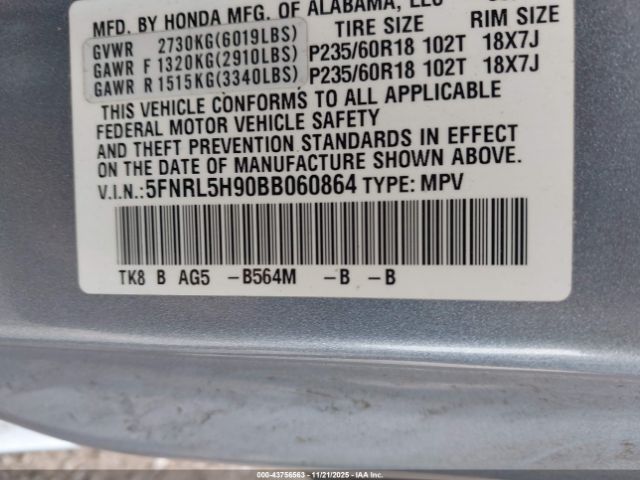 MFD. BY HONDA MFG. OF ALABAMA, LLC
TIRE SIZE RIM SIZE
GVWR 2730KG(6019LBS)
GAWR F 1320KG(2910LBS) P235/60R18 102T 18X7J
GAWR R 1515KG(3340LBS) P235/60R18 102T 18X7J
THIS VEHICLE CONFORMS TO ALL APPLICABLE
FEDERAL MOTOR VEHICLE SAFETY
AND THEFT PREVENTION STANDARDS IN EFFECT
ON THE DATE OF MANUFACTURE SHOWN ABOVE.
V.I.N.:5FNRL5H90BB060864 TYPE: MPV
TK8 B AG5 -B564M -B -B
© 43756563 - 11/21/2025 - IAAI.COM